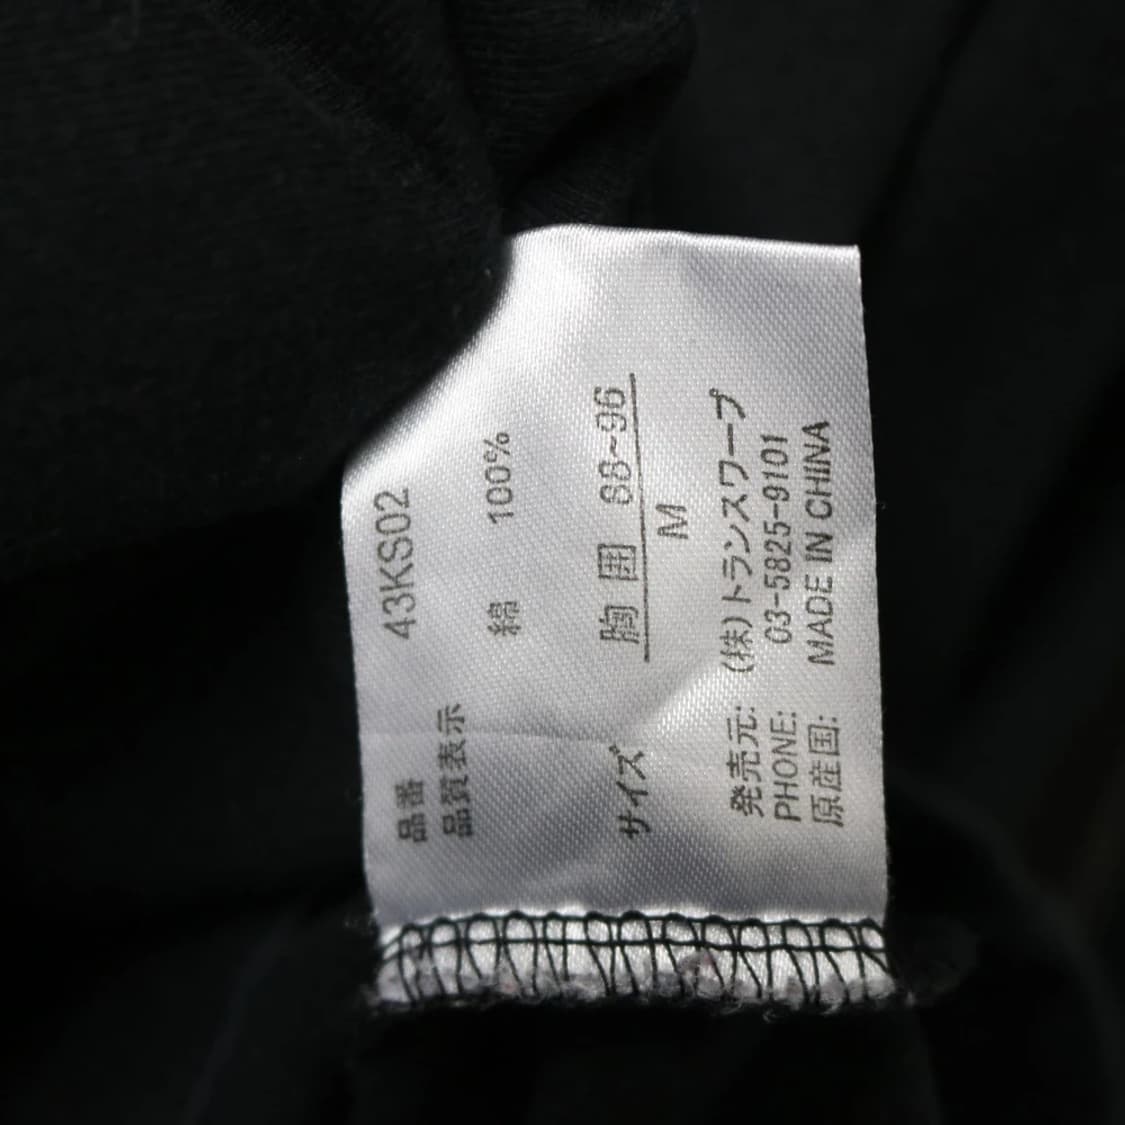 品番 43KS02
品質表示
綿 100%
サイズ 胸囲 88~96
M
発売元: (株)トランスワープ
PHONE: 03-5825-9101
原産国: MADE IN CHINA